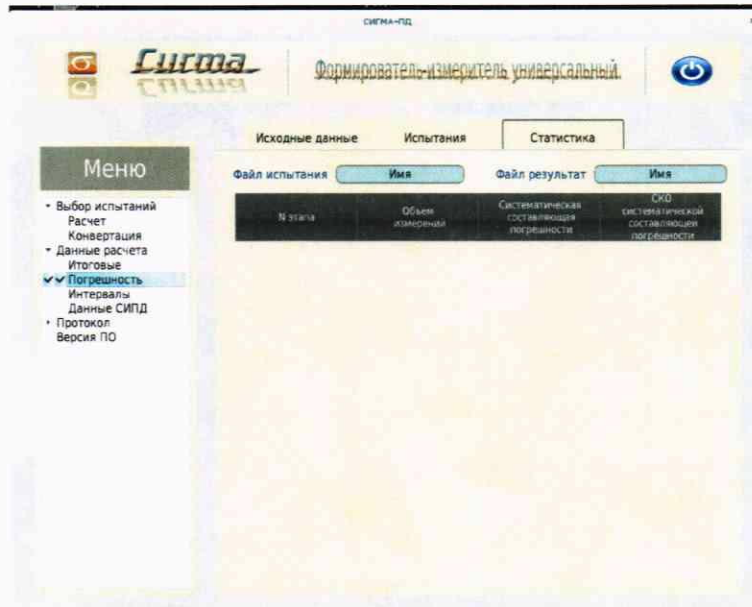 СИГМА-ПД
σ Сигма Формирователь-измеритель универсальный
Исходные данные Испытания Статистика
Меню
Файл испытания Имя Файл результат Имя
N этапа
Объем измерений
Систематическая составляющая погрешности
СКО систематической составляющей погрешности
Выбор испытаний
Расчет
Конвертация
Данные расчета
Итоговые
Погрешность
Интервалы
Данные СИПД
Протокол
Версия ПО